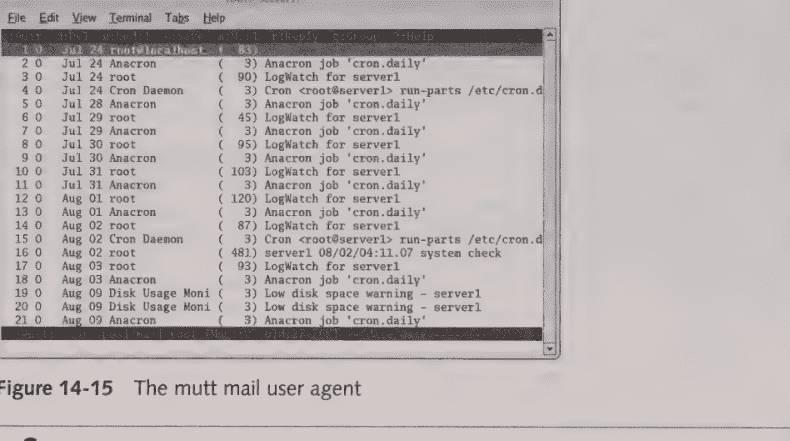 File Edit View Terminal Tabs Help
1 O Jul 24 root@localhost ( 83)
2 O Jul 24 Anacron ( 3) Anacron job 'cron.daily'
3 O Jul 24 root ( 90) LogWatch for server1
4 O Jul 24 Cron Daemon ( 3) Cron <root@server1> run-parts /etc/cron.d
5 O Jul 28 Anacron ( 3) Anacron job 'cron.daily'
6 O Jul 29 root ( 45) LogWatch for server1
7 O Jul 29 Anacron ( 3) Anacron job 'cron.daily'
8 O Jul 30 root ( 95) LogWatch for server1
9 O Jul 30 Anacron ( 3) Anacron job 'cron.daily'
10 O Jul 31 root ( 103) LogWatch for server1
11 O Jul 31 Anacron ( 3) Anacron job 'cron.daily'
12 O Aug 01 root ( 120) LogWatch for server1
13 O Aug 01 Anacron ( 3) Anacron job 'cron.daily'
14 O Aug 02 root ( 87) LogWatch for server1
15 O Aug 02 Cron Daemon ( 3) Cron <root@server1> run-parts /etc/cron.d
16 O Aug 02 root ( 481) server1 08/02/04:11.07 system check
17 O Aug 03 root ( 93) LogWatch for server1
18 O Aug 03 Anacron ( 3) Anacron job 'cron.daily'
19 O Aug 09 Disk Usage Moni ( 3) Low disk space warning - server1
20 O Aug 09 Disk Usage Moni ( 3) Low disk space warning - server1
21 O Aug 09 Anacron ( 3) Anacron job 'cron.daily'
Figure 14-15 The mutt mail user agent